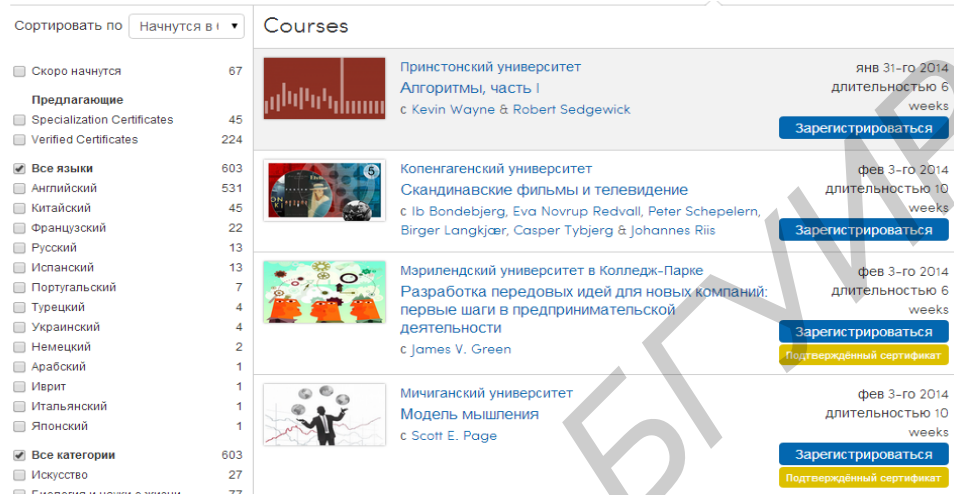 Сортировать по Начнутся в
Скоро начнутся 67
Предлагающие
Specialization Certificates 45
Verified Certificates 224
Все языки 603
Английский 531
Китайский 45
Французский 22
Русский 13
Испанский 13
Португальский 7
Турецкий 4
Украинский 4
Немецкий 2
Арабский 1
Иврит 1
Итальянский 1
Японский 1
Все категории 603
Искусство 27
Биология и науки о жизни 77
Courses
Принстонский университет
Алгоритмы, часть I
с Kevin Wayne & Robert Sedgewick
янв 31-го 2014
длительностью 6
weeks
Зарегистрироваться
5
Копенгагенский университет
Скандинавские фильмы и телевидение
с Ib Bondebjerg, Eva Novrup Redvall, Peter Schepelern,
Birger Langkjær, Casper Tybjerg & Johannes Riis
фев 3-го 2014
длительностью 10
weeks
Зарегистрироваться
Мэрилендский университет в Колледж-Парке
Разработка передовых идей для новых компаний:
первые шаги в предпринимательской
деятельности
с James V. Green
фев 3-го 2014
длительностью 6
weeks
Зарегистрироваться
Подтверждённый сертификат
Мичиганский университет
Модель мышления
с Scott E. Page
фев 3-го 2014
длительностью 10
weeks
Зарегистрироваться
Подтверждённый сертификат
БГУИР